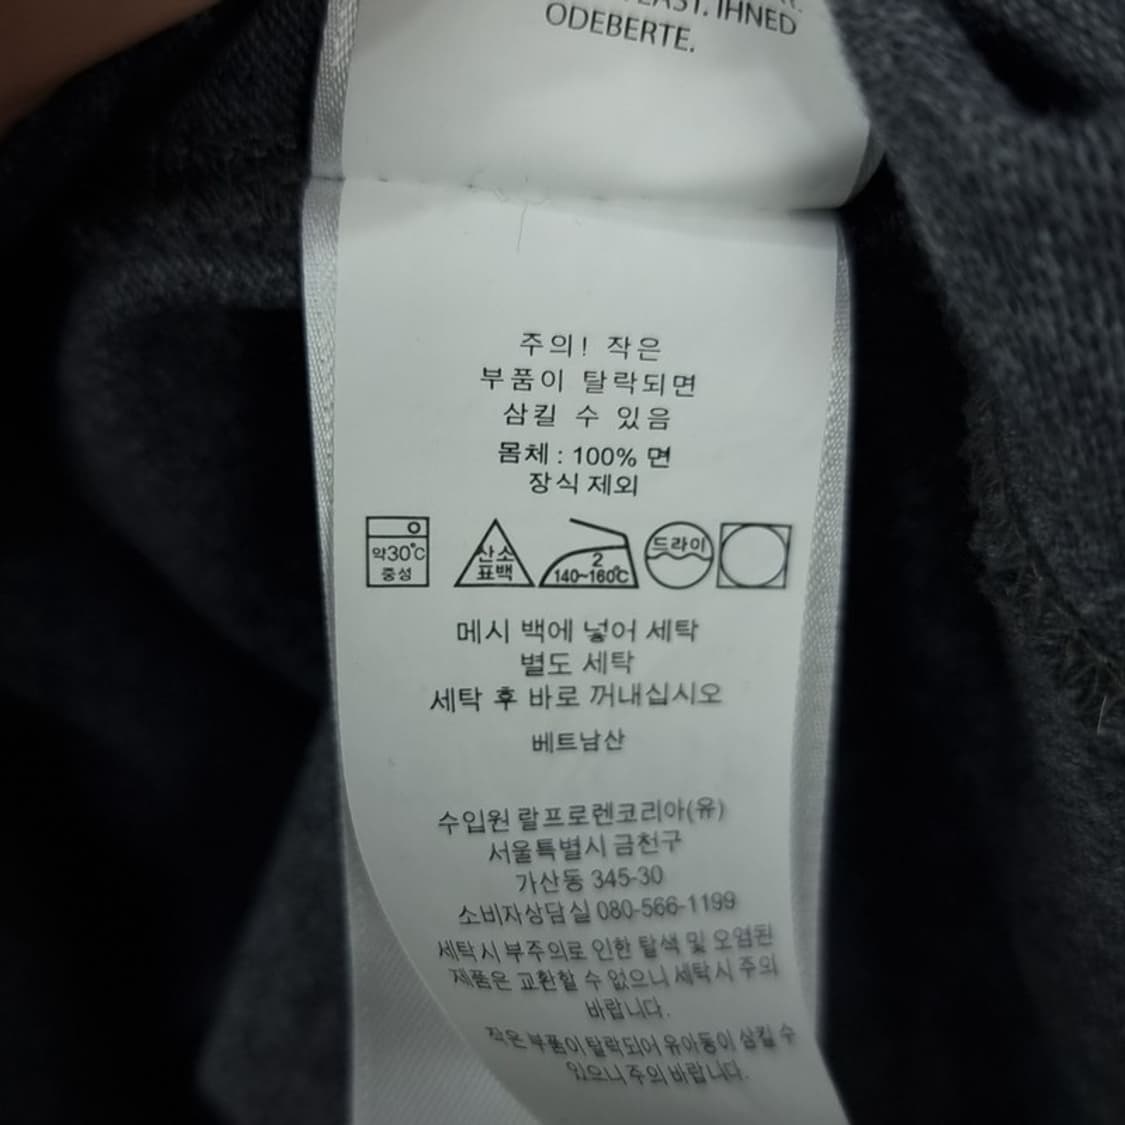 IHNED
ODEBERTE.
주의! 작은
부품이 탈락되면
삼킬 수 있음
몸체 : 100% 면
장식 제외
약30℃
중성
산소
표백
2
140~160℃
드라이
메시 백에 넣어 세탁
별도 세탁
세탁 후 바로 꺼내십시오
베트남산
수입원 랄프로렌코리아(유)
서울특별시 금천구
가산동 345-30
소비자상담실 080-566-1199
세탁시 부주의로 인한 탈색 및 오염된
제품은 교환할 수 없으니 세탁시 주의
바랍니다.
작은 부품이 탈락되어 유아동이 삼킬 수
있으니 주의 바랍니다.